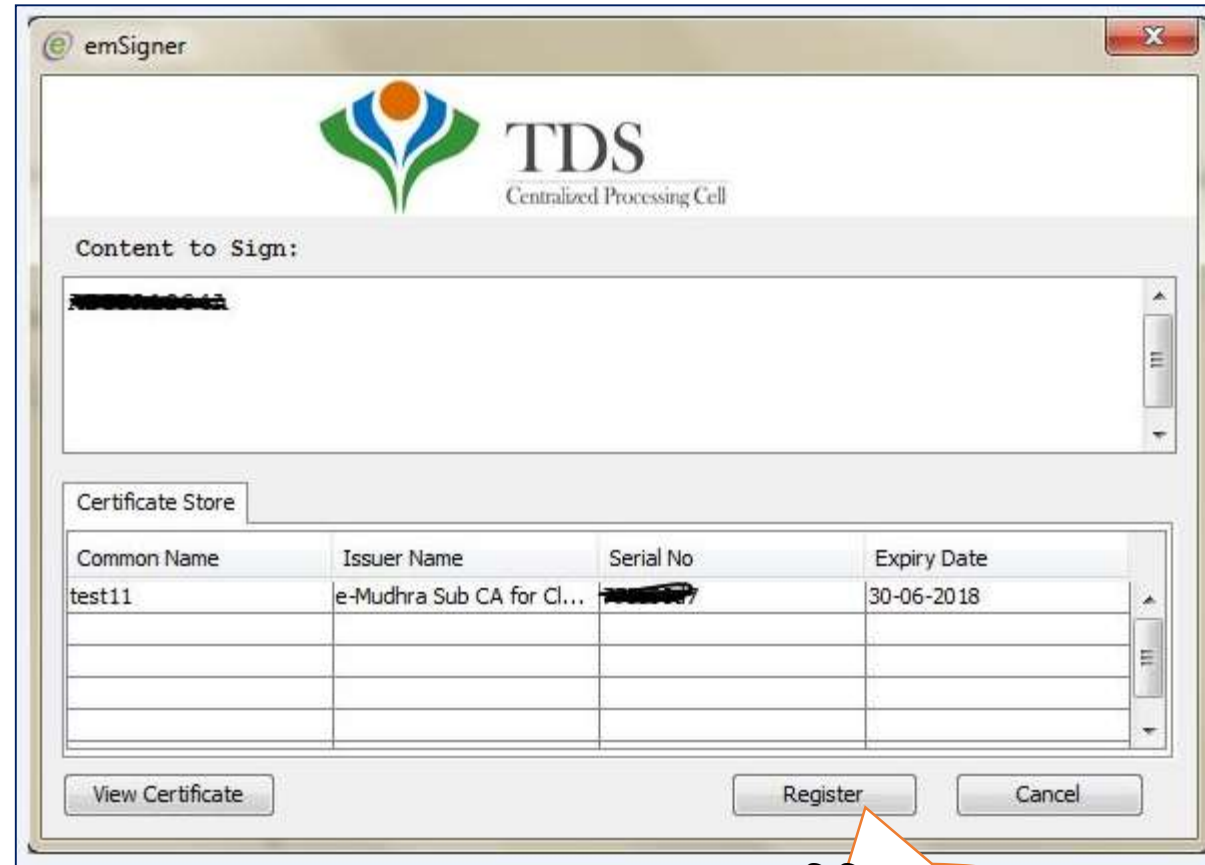 emSigner
TDS
Centralized Processing Cell
Content to Sign:
Certificate Store
Common Name Issuer Name Serial No Expiry Date
test11 e-Mudhra Sub CA for Cl... 30-06-2018
View Certificate Register Cancel